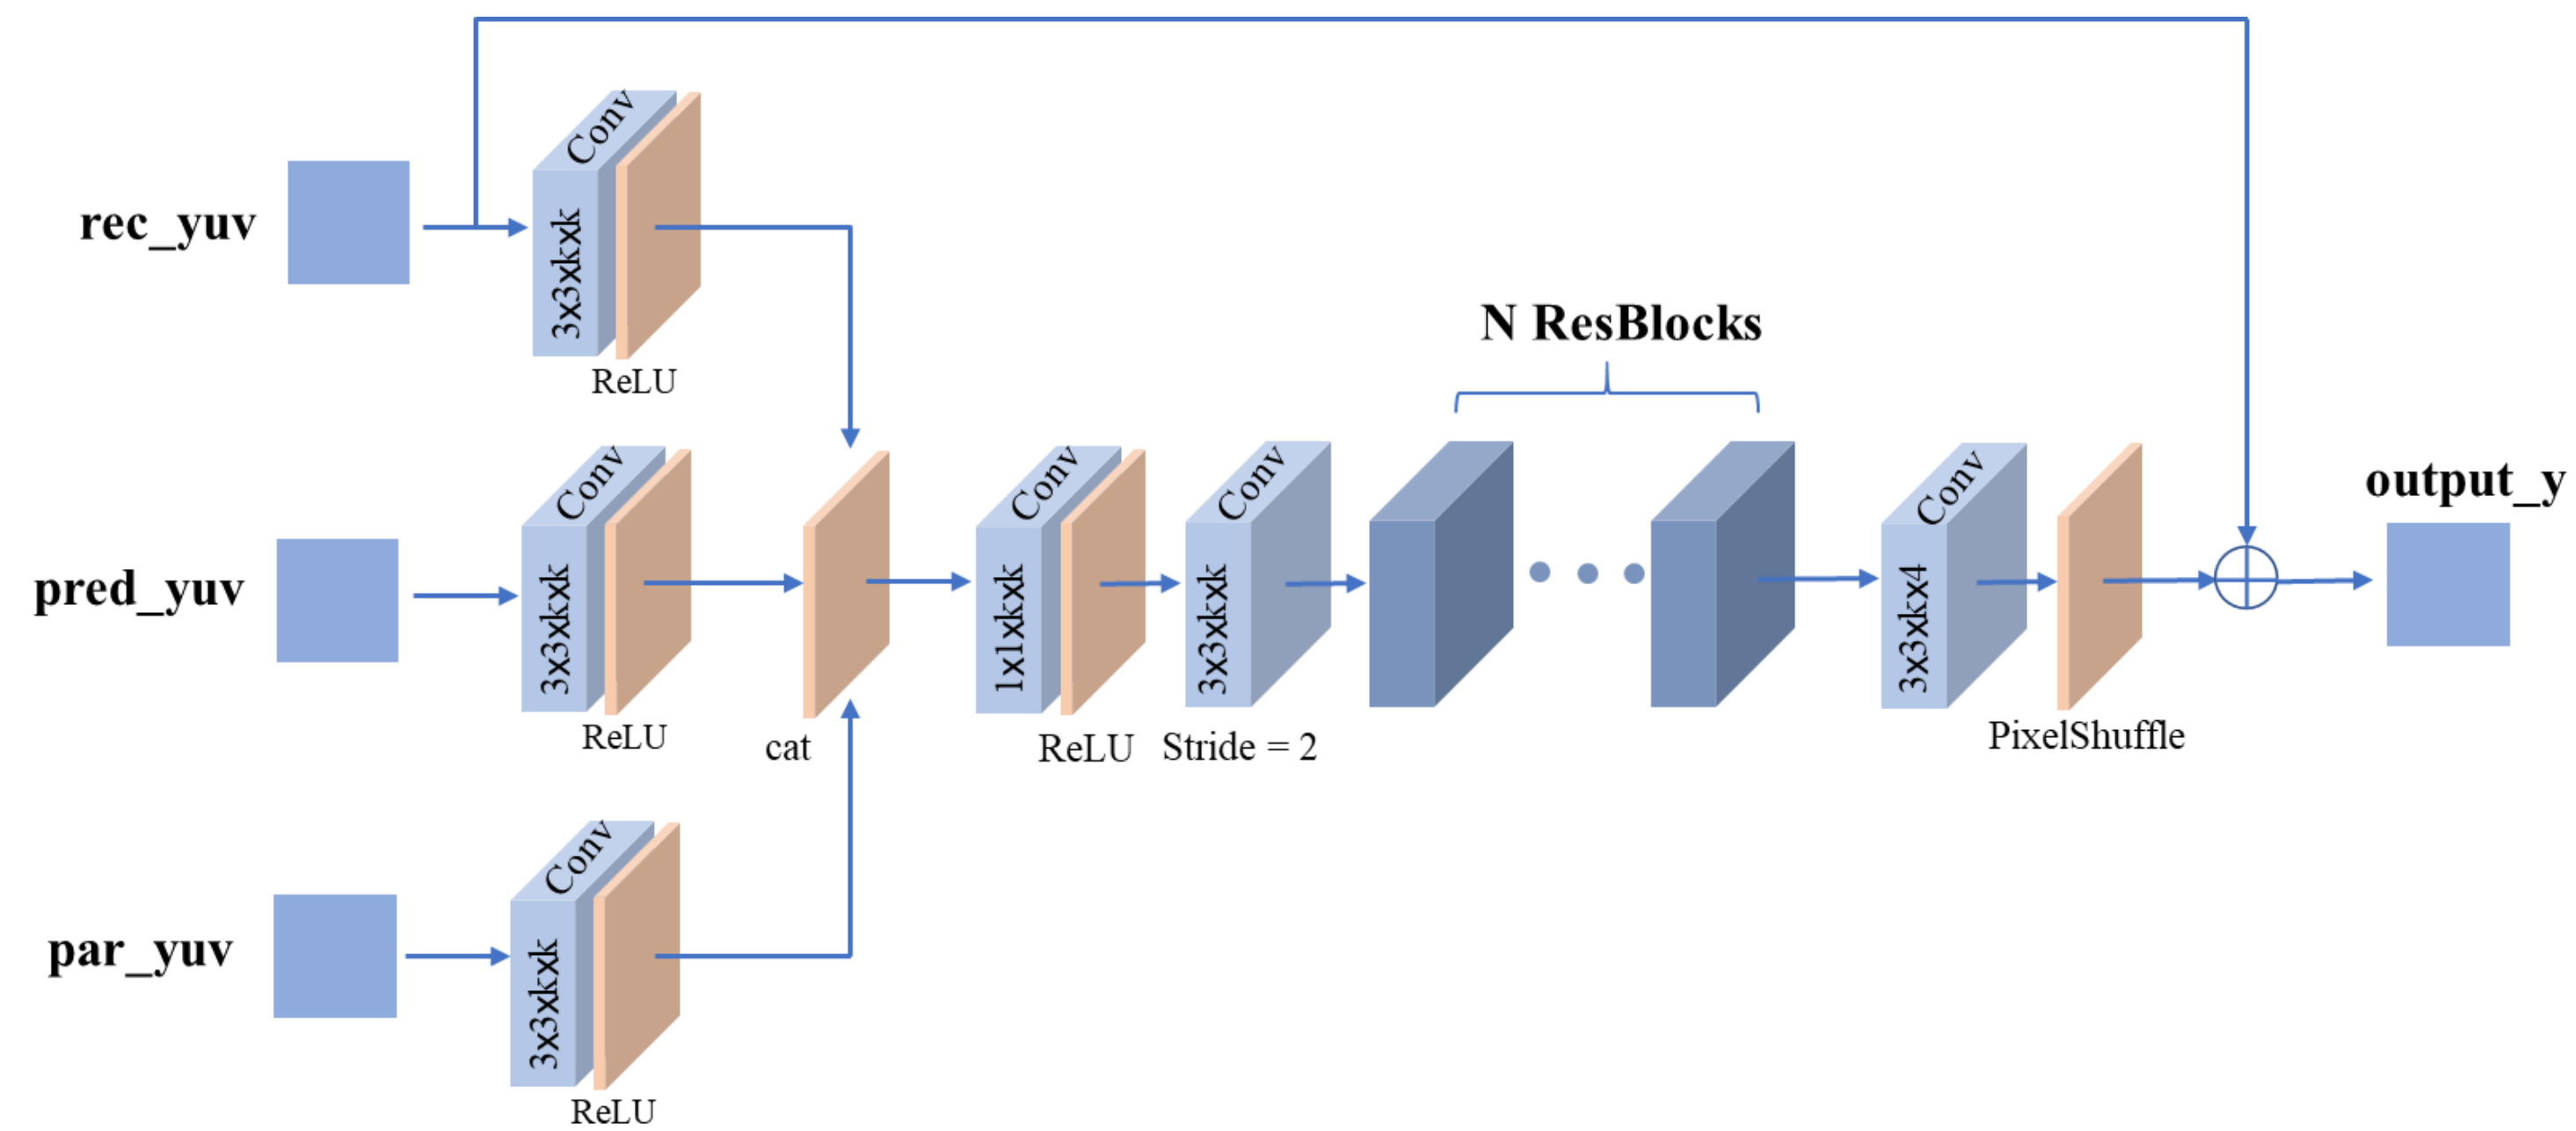 rec_yuv
Conv
3x3xkxk
ReLU
pred_yuv
Conv
3x3xkxk
ReLU
par_yuv
Conv
3x3xkxk
ReLU
cat
Conv
1x1xkxk
ReLU
Conv
3x3xkxk
Stride = 2
N ResBlocks
Conv
3x3xkx4
PixelShuffle
output_y